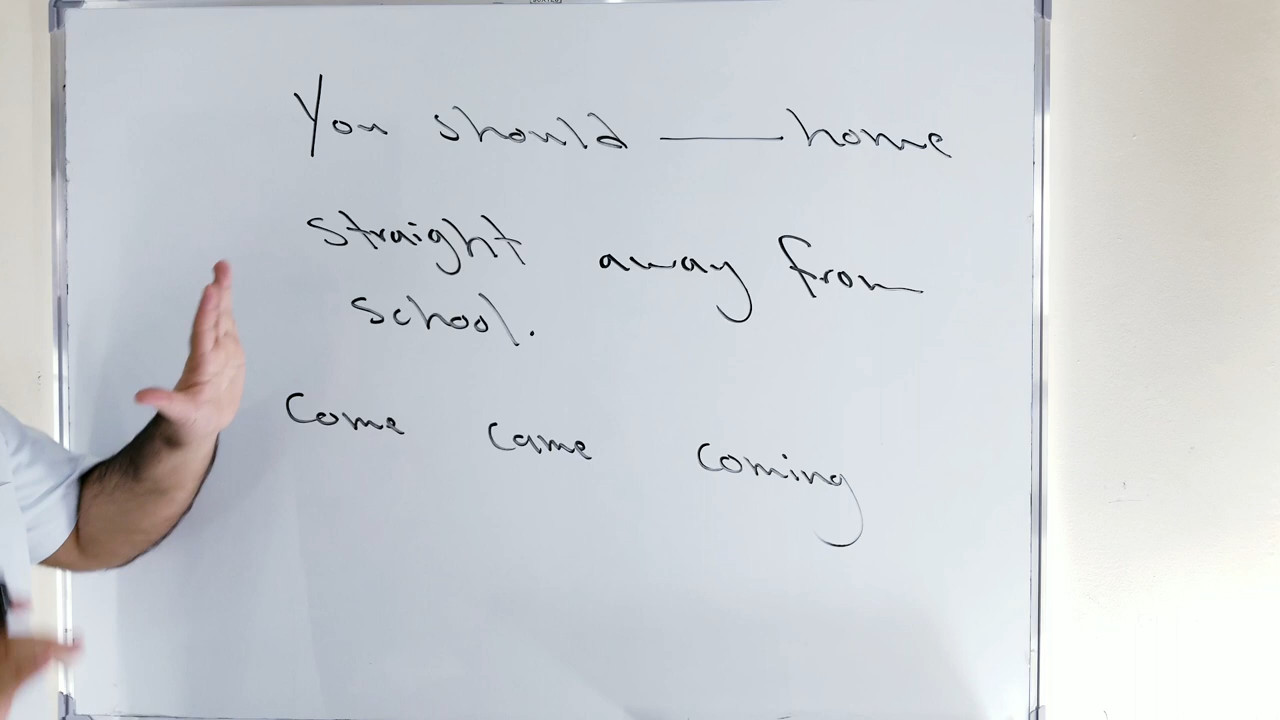 You should ——— home
straight away from
school.
Come came coming